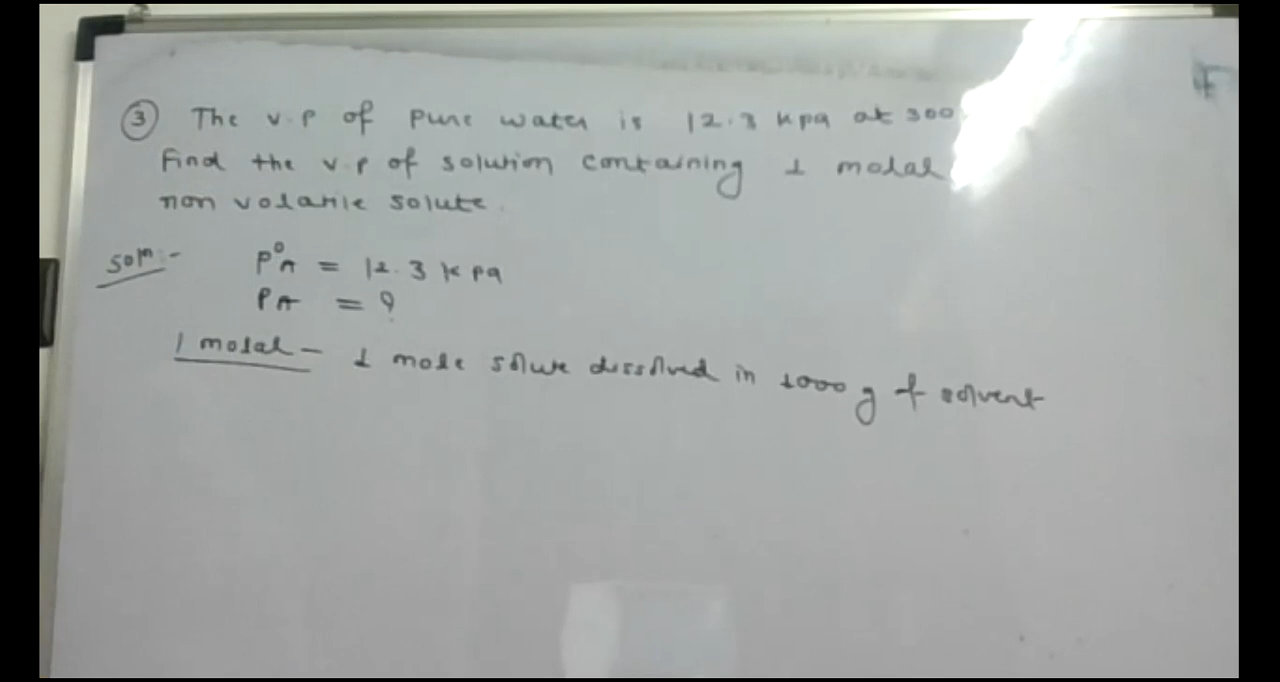 ③ The v.p of pure water is 12.3 kpa at 300
Find the v.p of solution containing 1 molal
non volatile solute.
Soln:- P°A = 12.3 kpa
PA = ?
1 molal - 1 mole solute dissolved in 1000 g of solvent